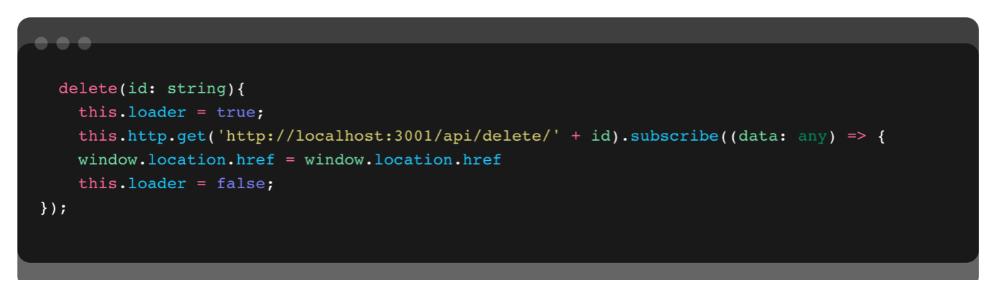 delete(id: string){
this.loader = true;
this.http.get('http://localhost:3001/api/delete/' + id).subscribe((data: any) => {
window.location.href = window.location.href
this.loader = false;
});